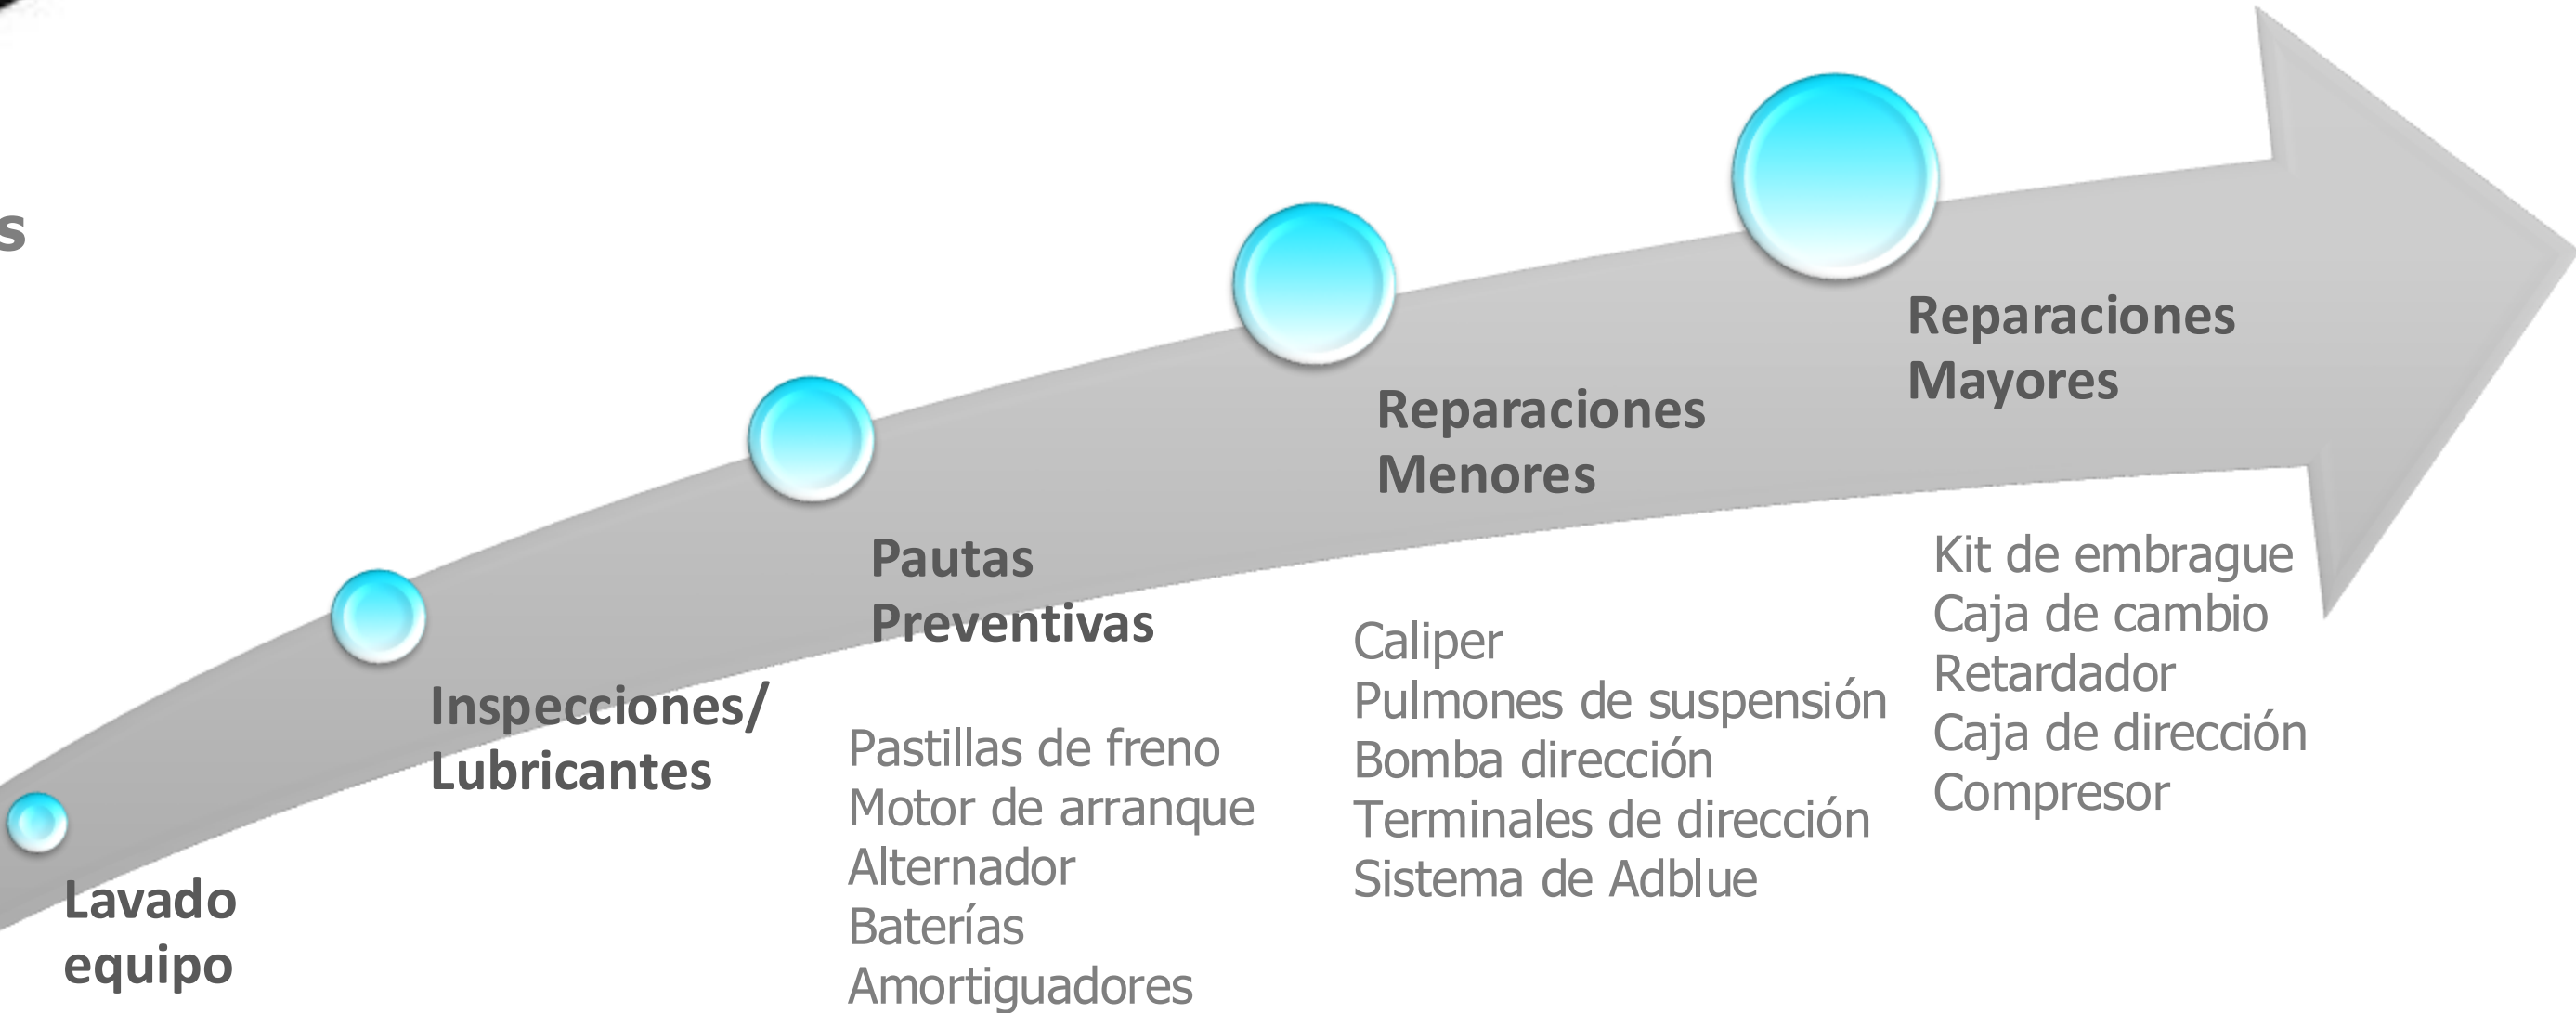 Lavado
equipo
Inspecciones/
Lubricantes
Pautas
Preventivas
Pastillas de freno
Motor de arranque
Alternador
Baterías
Amortiguadores
Reparaciones
Menores
Caliper
Pulmones de suspensión
Bomba dirección
Terminales de dirección
Sistema de Adblue
Reparaciones
Mayores
Kit de embrague
Caja de cambio
Retardador
Caja de dirección
Compresor